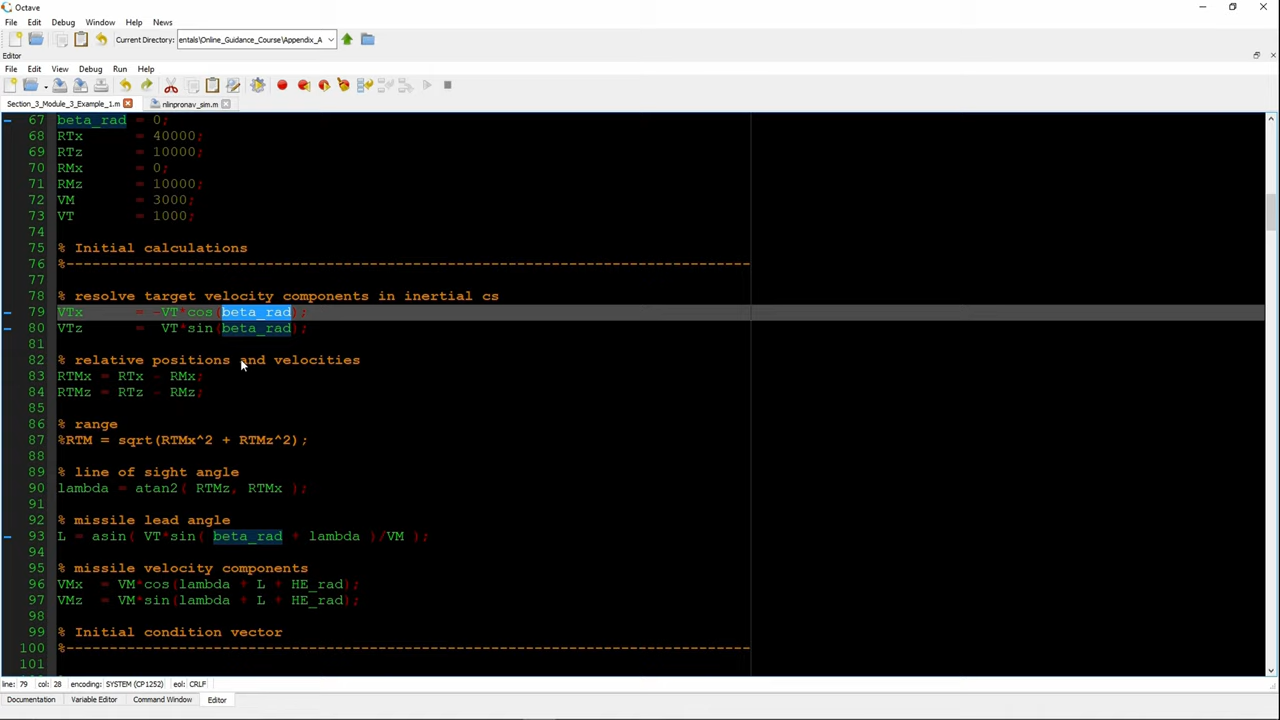 Octave
File Edit Debug Window Help News
Current Directory: entals\Online_Guidance_Course\Appendix_A
Editor
File Edit View Debug Run Help
Section_3_Module_3_Example_1.m nlinpronav_sim.m
67 beta_rad = 0;
68 RTx = 40000;
69 RTz = 10000;
70 RMx = 0;
71 RMz = 10000;
72 VM = 3000;
73 VT = 1000;
74
75 % Initial calculations
76 %-------------------------------------------------------------------------------
77
78 % resolve target velocity components in inertial cs
79 VTx = -VT*cos(beta_rad);
80 VTz = VT*sin(beta_rad);
81
82 % relative positions and velocities
83 RTMx = RTx - RMx;
84 RTMz = RTz - RMz;
85
86 % range
87 %RTM = sqrt(RTMx^2 + RTMz^2);
88
89 % line of sight angle
90 lambda = atan2( RTMz, RTMx );
91
92 % missile lead angle
93 L = asin( VT*sin( beta_rad + lambda )/VM );
94
95 % missile velocity components
96 VMx = VM*cos(lambda + L + HE_rad);
97 VMz = VM*sin(lambda + L + HE_rad);
98
99 % Initial condition vector
100 %-------------------------------------------------------------------------------
101
line: 79 col: 28 encoding: SYSTEM (CP1252) eol: CRLF
Documentation Variable Editor Command Window Editor